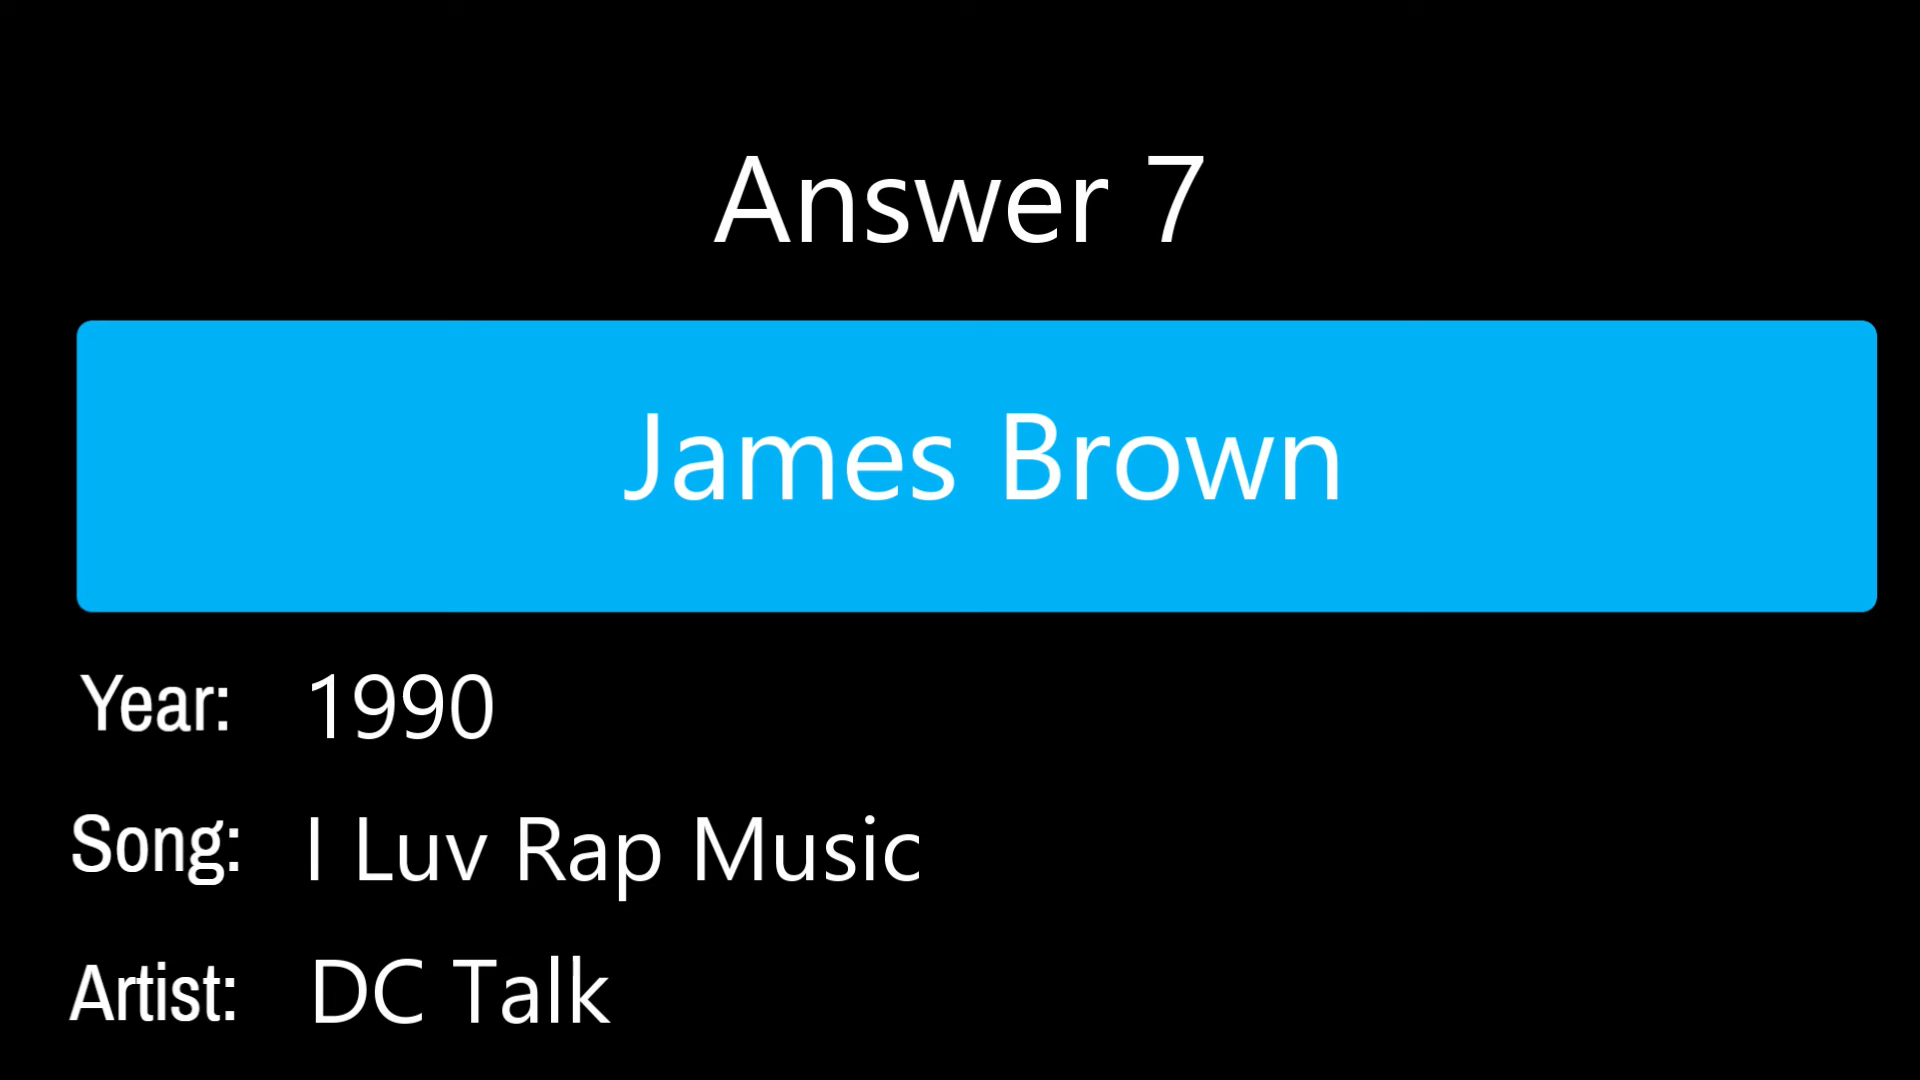 Answer 7
James Brown
Year: 1990
Song: I Luv Rap Music
Artist: DC Talk